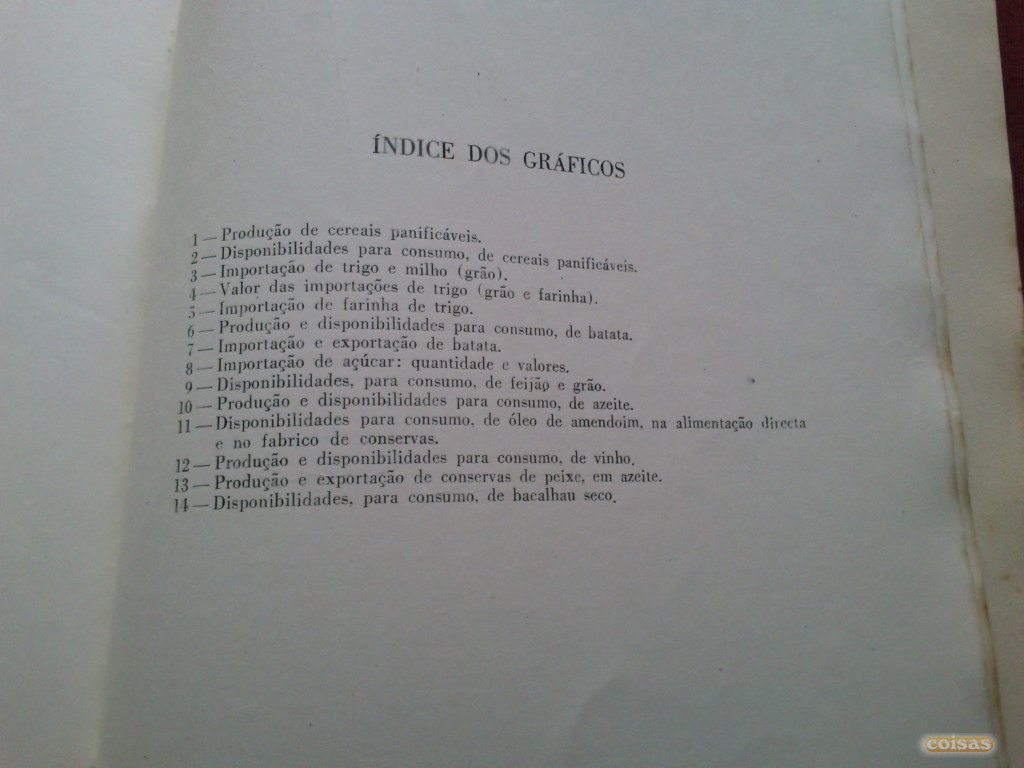 ÍNDICE DOS GRÁFICOS
1 — Produção de cereais panificáveis.
2 — Disponibilidades para consumo, de cereais panificáveis.
3 — Importação de trigo e milho (grão).
4 — Valor das importações de trigo (grão e farinha).
5 — Importação de farinha de trigo.
6 — Produção e disponibilidades para consumo, de batata.
7 — Importação e exportação de batata.
8 — Importação de açúcar: quantidade e valores.
9 — Disponibilidades, para consumo, de feijão e grão.
10 — Produção e disponibilidades para consumo, de azeite.
11 — Disponibilidades para consumo, de óleo de amendoim, na alimentação directa
e no fabrico de conservas.
12 — Produção e disponibilidades para consumo, de vinho.
13 — Produção e exportação de conservas de peixe, em azeite.
14 — Disponibilidades, para consumo, de bacalhau seco.
coisas